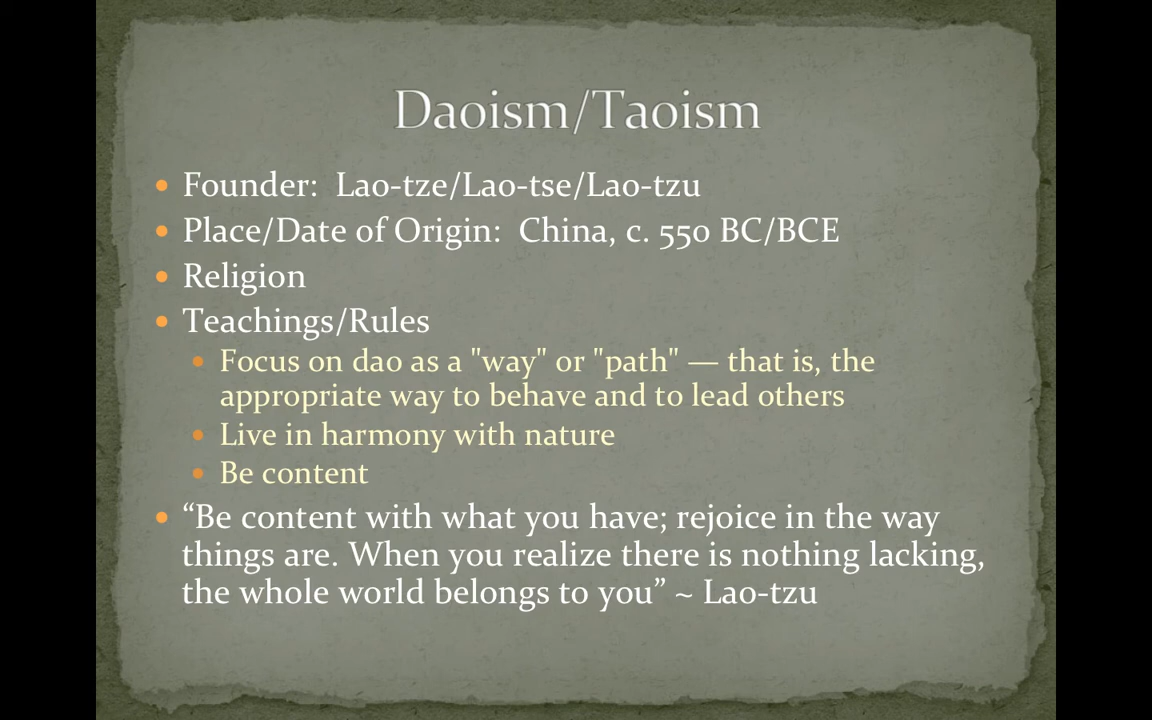 Daoism/Taoism
Founder:  Lao-tze/Lao-tse/Lao-tzu
Place/Date of Origin:  China, c. 550 BC/BCE
Religion
Teachings/Rules
Focus on dao as a "way" or "path" — that is, the
appropriate way to behave and to lead others
Live in harmony with nature
Be content
“Be content with what you have; rejoice in the way
things are. When you realize there is nothing lacking,
the whole world belongs to you” ~ Lao-tzu